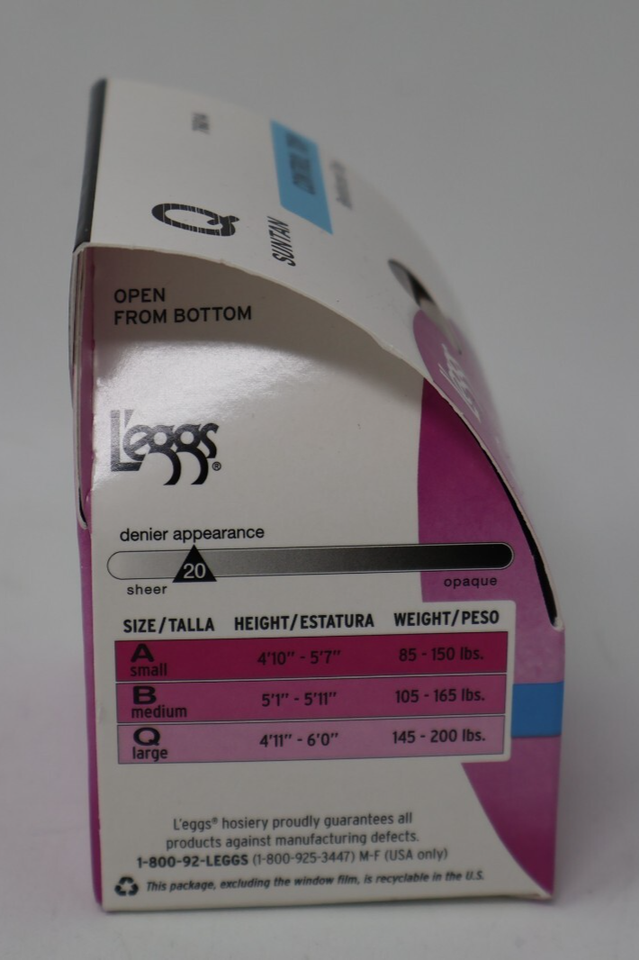 Q
SUNTAN
CONTROL TOP
OPEN
FROM BOTTOM
L'eggs®
denier appearance
20
sheer opaque
SIZE/TALLA HEIGHT/ESTATURA WEIGHT/PESO
A small 4'10" - 5'7" 85 - 150 lbs.
B medium 5'1" - 5'11" 105 - 165 lbs.
Q large 4'11" - 6'0" 145 - 200 lbs.
L'eggs® hosiery proudly guarantees all
products against manufacturing defects.
1-800-92-LEGGS (1-800-925-3447) M-F (USA only)
This package, excluding the window film, is recyclable in the U.S.